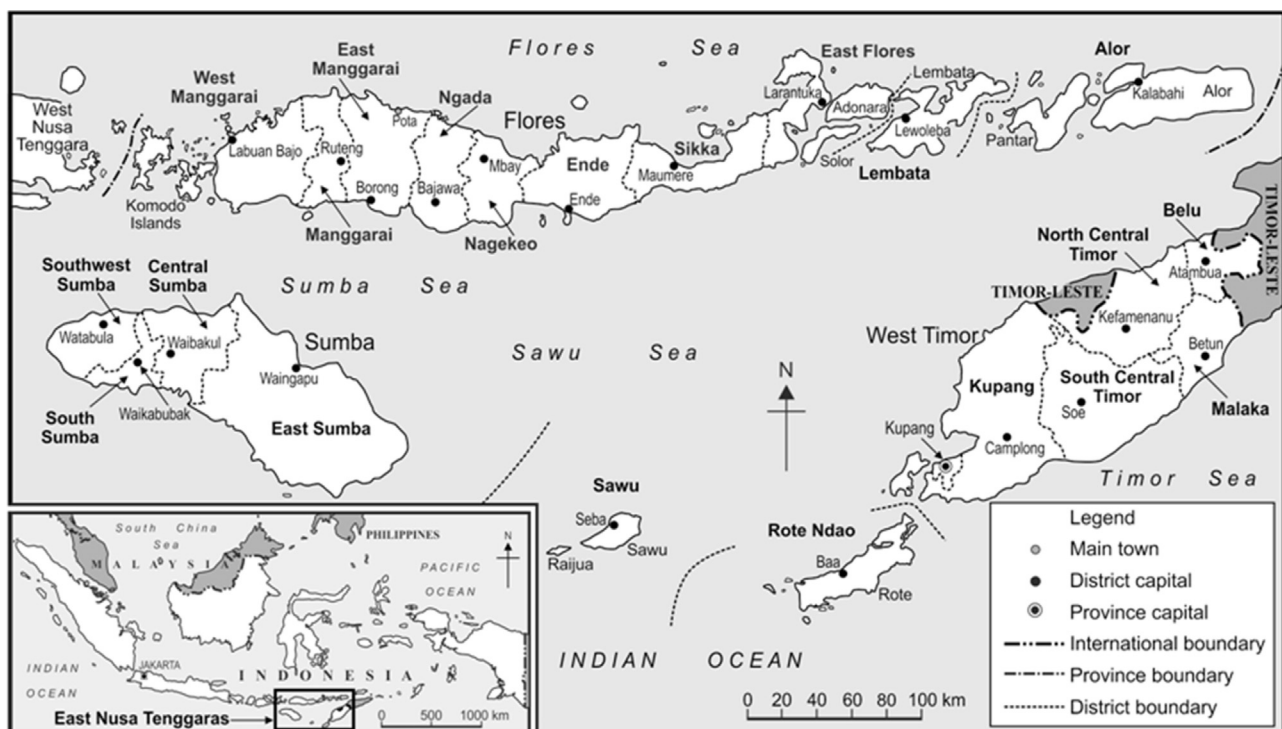 Flores Sea
East Flores
Alor
East
Manggarai
West
Manggarai
Lembata
Larantuka
Kalabahi
Alor
West
Nusa
Tenggara
Ngada
Pota
Flores
Adonara
Lewoleba
Pantar
Labuan Bajo
Ruteng
Mbay
Ende
Sikka
Solor
Maumere
Lembata
Komodo
Islands
Borong
Bajawa
Ende
Manggarai
Nagekeo
Belu
North Central
Timor
TIMOR-LESTE
Atambua
TIMOR-LESTE
Southwest
Sumba
Central
Sumba
Sumba Sea
Kefamenanu
Watabula
Waibakul
Sumba
Sawu Sea
West Timor
Betun
Waingapu
N
Kupang
South Central
Timor
Malaka
South
Sumba
Waikabubak
East Sumba
Soe
Kupang
Camplong
Timor Sea
Sawu
Seba
Sawu
Raijua
Rote Ndao
Baa
Rote
INDIAN OCEAN
0 20 40 60 80 100 km
South China
Sea
PHILIPPINES
N
MALAYSIA
PACIFIC
OCEAN
INDIAN
OCEAN
JAKARTA
INDONESIA
East Nusa Tenggaras
0 500 1000 km
Legend
Main town
District capital
Province capital
International boundary
Province boundary
District boundary